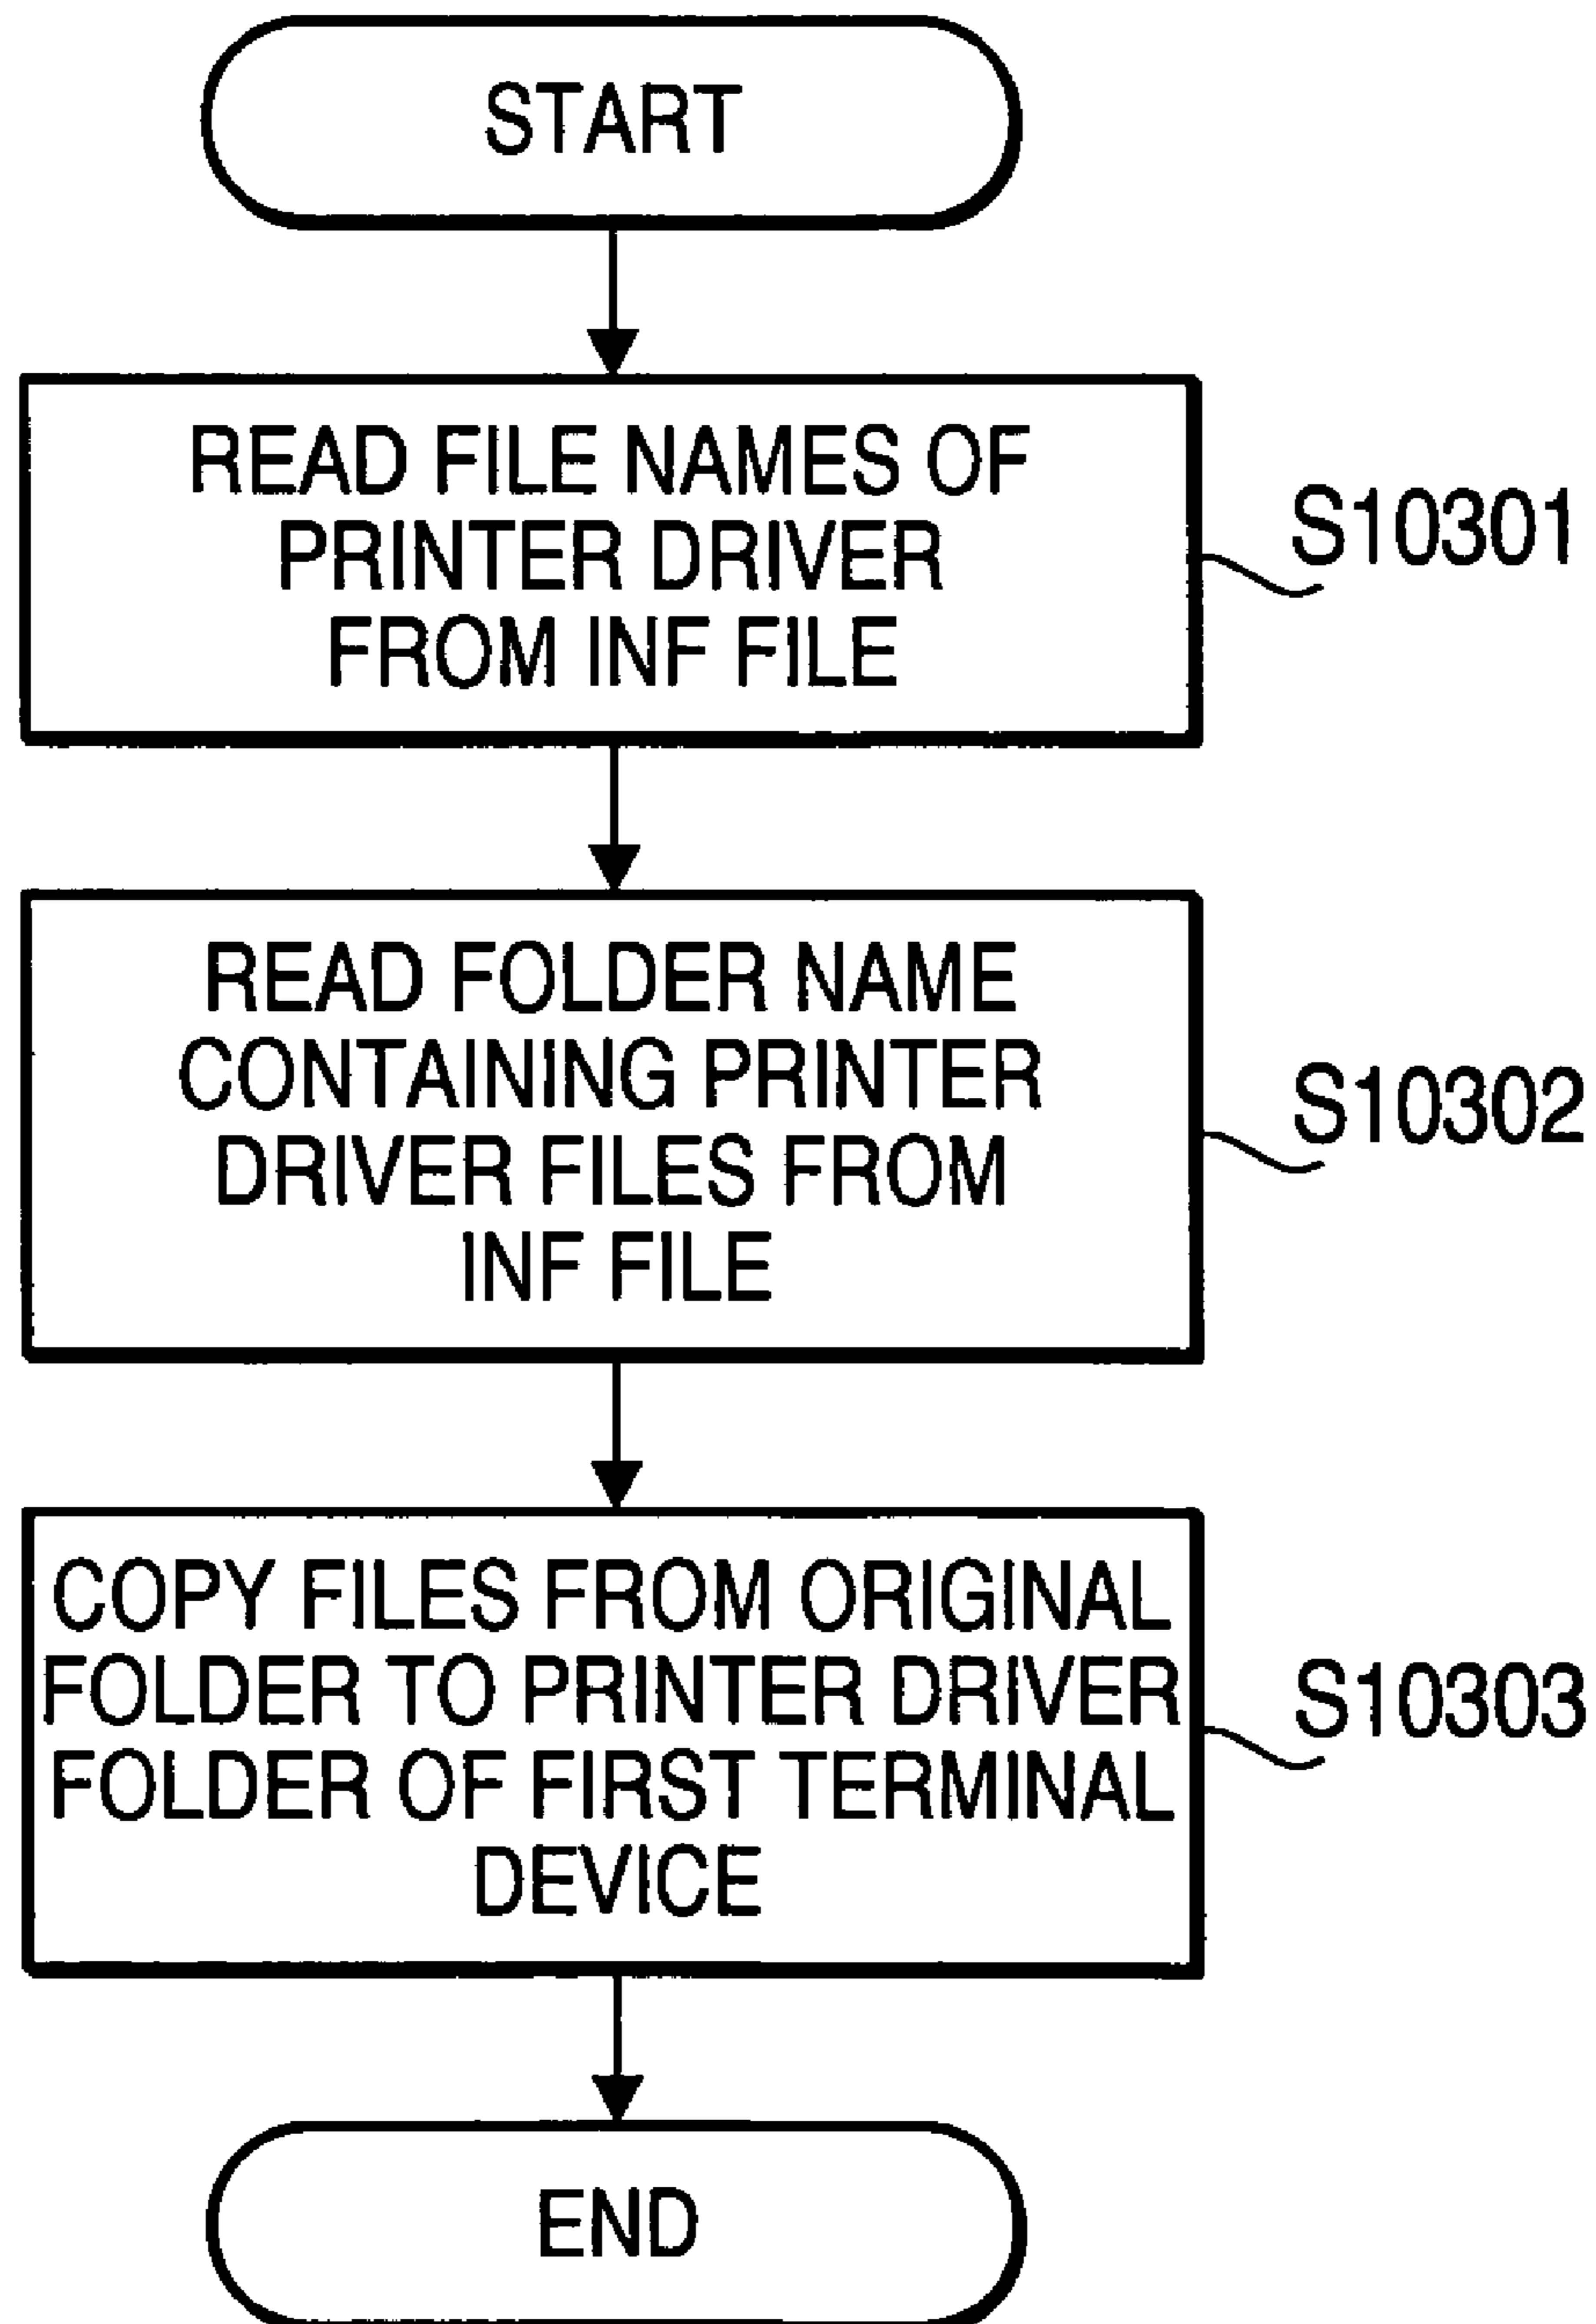 START
READ FILE NAMES OF
PRINTER DRIVER
FROM INF FILE
S10301
READ FOLDER NAME
CONTAINING PRINTER
DRIVER FILES FROM
INF FILE
S10302
COPY FILES FROM ORIGINAL
FOLDER TO PRINTER DRIVER
FOLDER OF FIRST TERMINAL
DEVICE
S10303
END